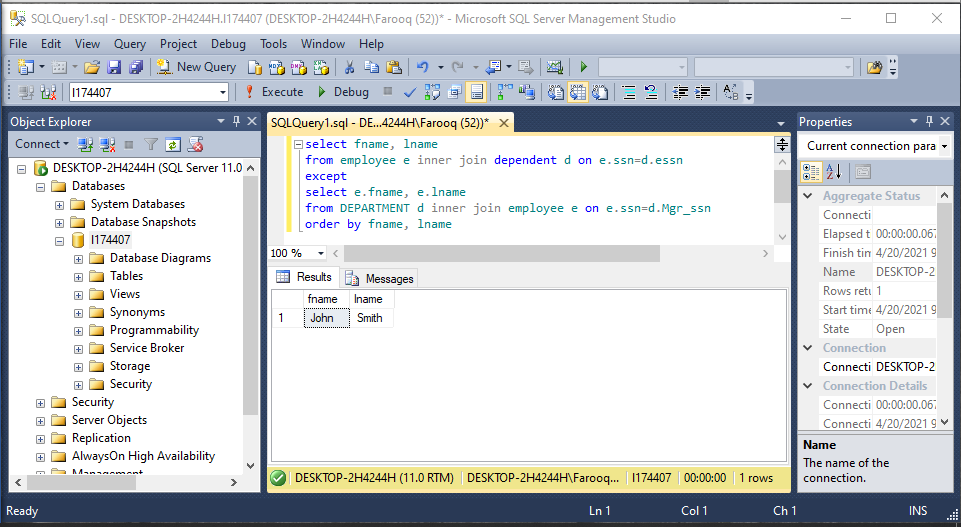 SQLQuery1.sql - DESKTOP-2H4244H.I174407 (DESKTOP-2H4244H\Farooq (52))* - Microsoft SQL Server Management Studio
File Edit View Query Project Debug Tools Window Help
New Query
I174407 Execute Debug
Object Explorer
Connect
DESKTOP-2H4244H (SQL Server 11.0
Databases
System Databases
Database Snapshots
I174407
Database Diagrams
Tables
Views
Synonyms
Programmability
Service Broker
Storage
Security
Security
Server Objects
Replication
AlwaysOn High Availability
Management
SQLQuery1.sql - DE...4244H\Farooq (52))*
select fname, lname
from employee e inner join dependent d on e.ssn=d.essn
except
select e.fname, e.lname
from DEPARTMENT d inner join employee e on e.ssn=d.Mgr_ssn
order by fname, lname
100 %
Results Messages
fname lname
1 John Smith
DESKTOP-2H4244H (11.0 RTM) DESKTOP-2H4244H\Farooq... I174407 00:00:00 1 rows
Properties
Current connection para
Aggregate Status
Connecti
Elapsed t 00:00:00.067
Finish tim 4/20/2021 9
Name DESKTOP-2
Rows retu 1
Start time 4/20/2021 9
State Open
Connection
Connecti DESKTOP-2
Connection Details
Connecti 00:00:00.067
Connecti 4/20/2021 9
Name
The name of the
connection.
Ready Ln 1 Col 1 Ch 1 INS